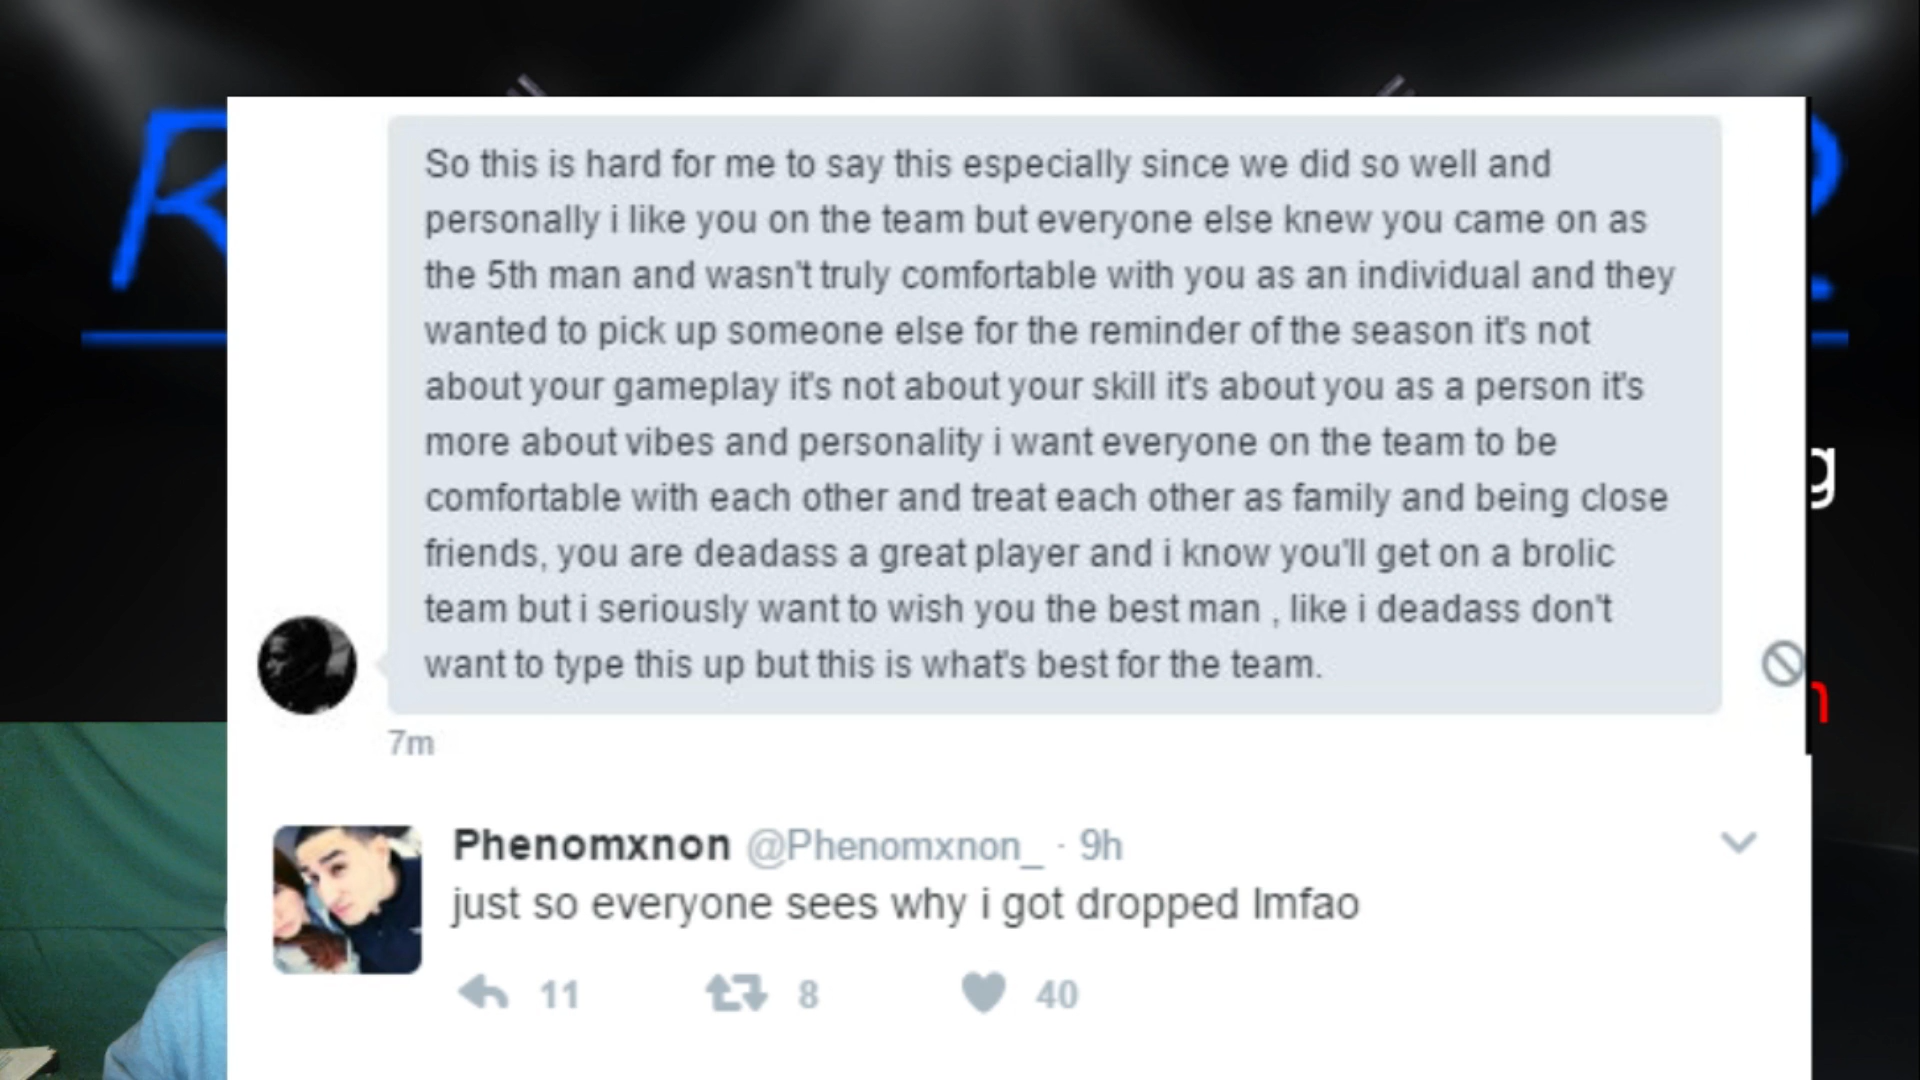 So this is hard for me to say this especially since we did so well and
personally i like you on the team but everyone else knew you came on as
the 5th man and wasn't truly comfortable with you as an individual and they
wanted to pick up someone else for the reminder of the season it's not
about your gameplay it's not about your skill it's about you as a person it's
more about vibes and personality i want everyone on the team to be
comfortable with each other and treat each other as family and being close
friends, you are deadass a great player and i know you'll get on a brolic
team but i seriously want to wish you the best man , like i deadass don't
want to type this up but this is what's best for the team.
7m
Phenomxnon @Phenomxnon_ · 9h
just so everyone sees why i got dropped lmfao
11 8 40